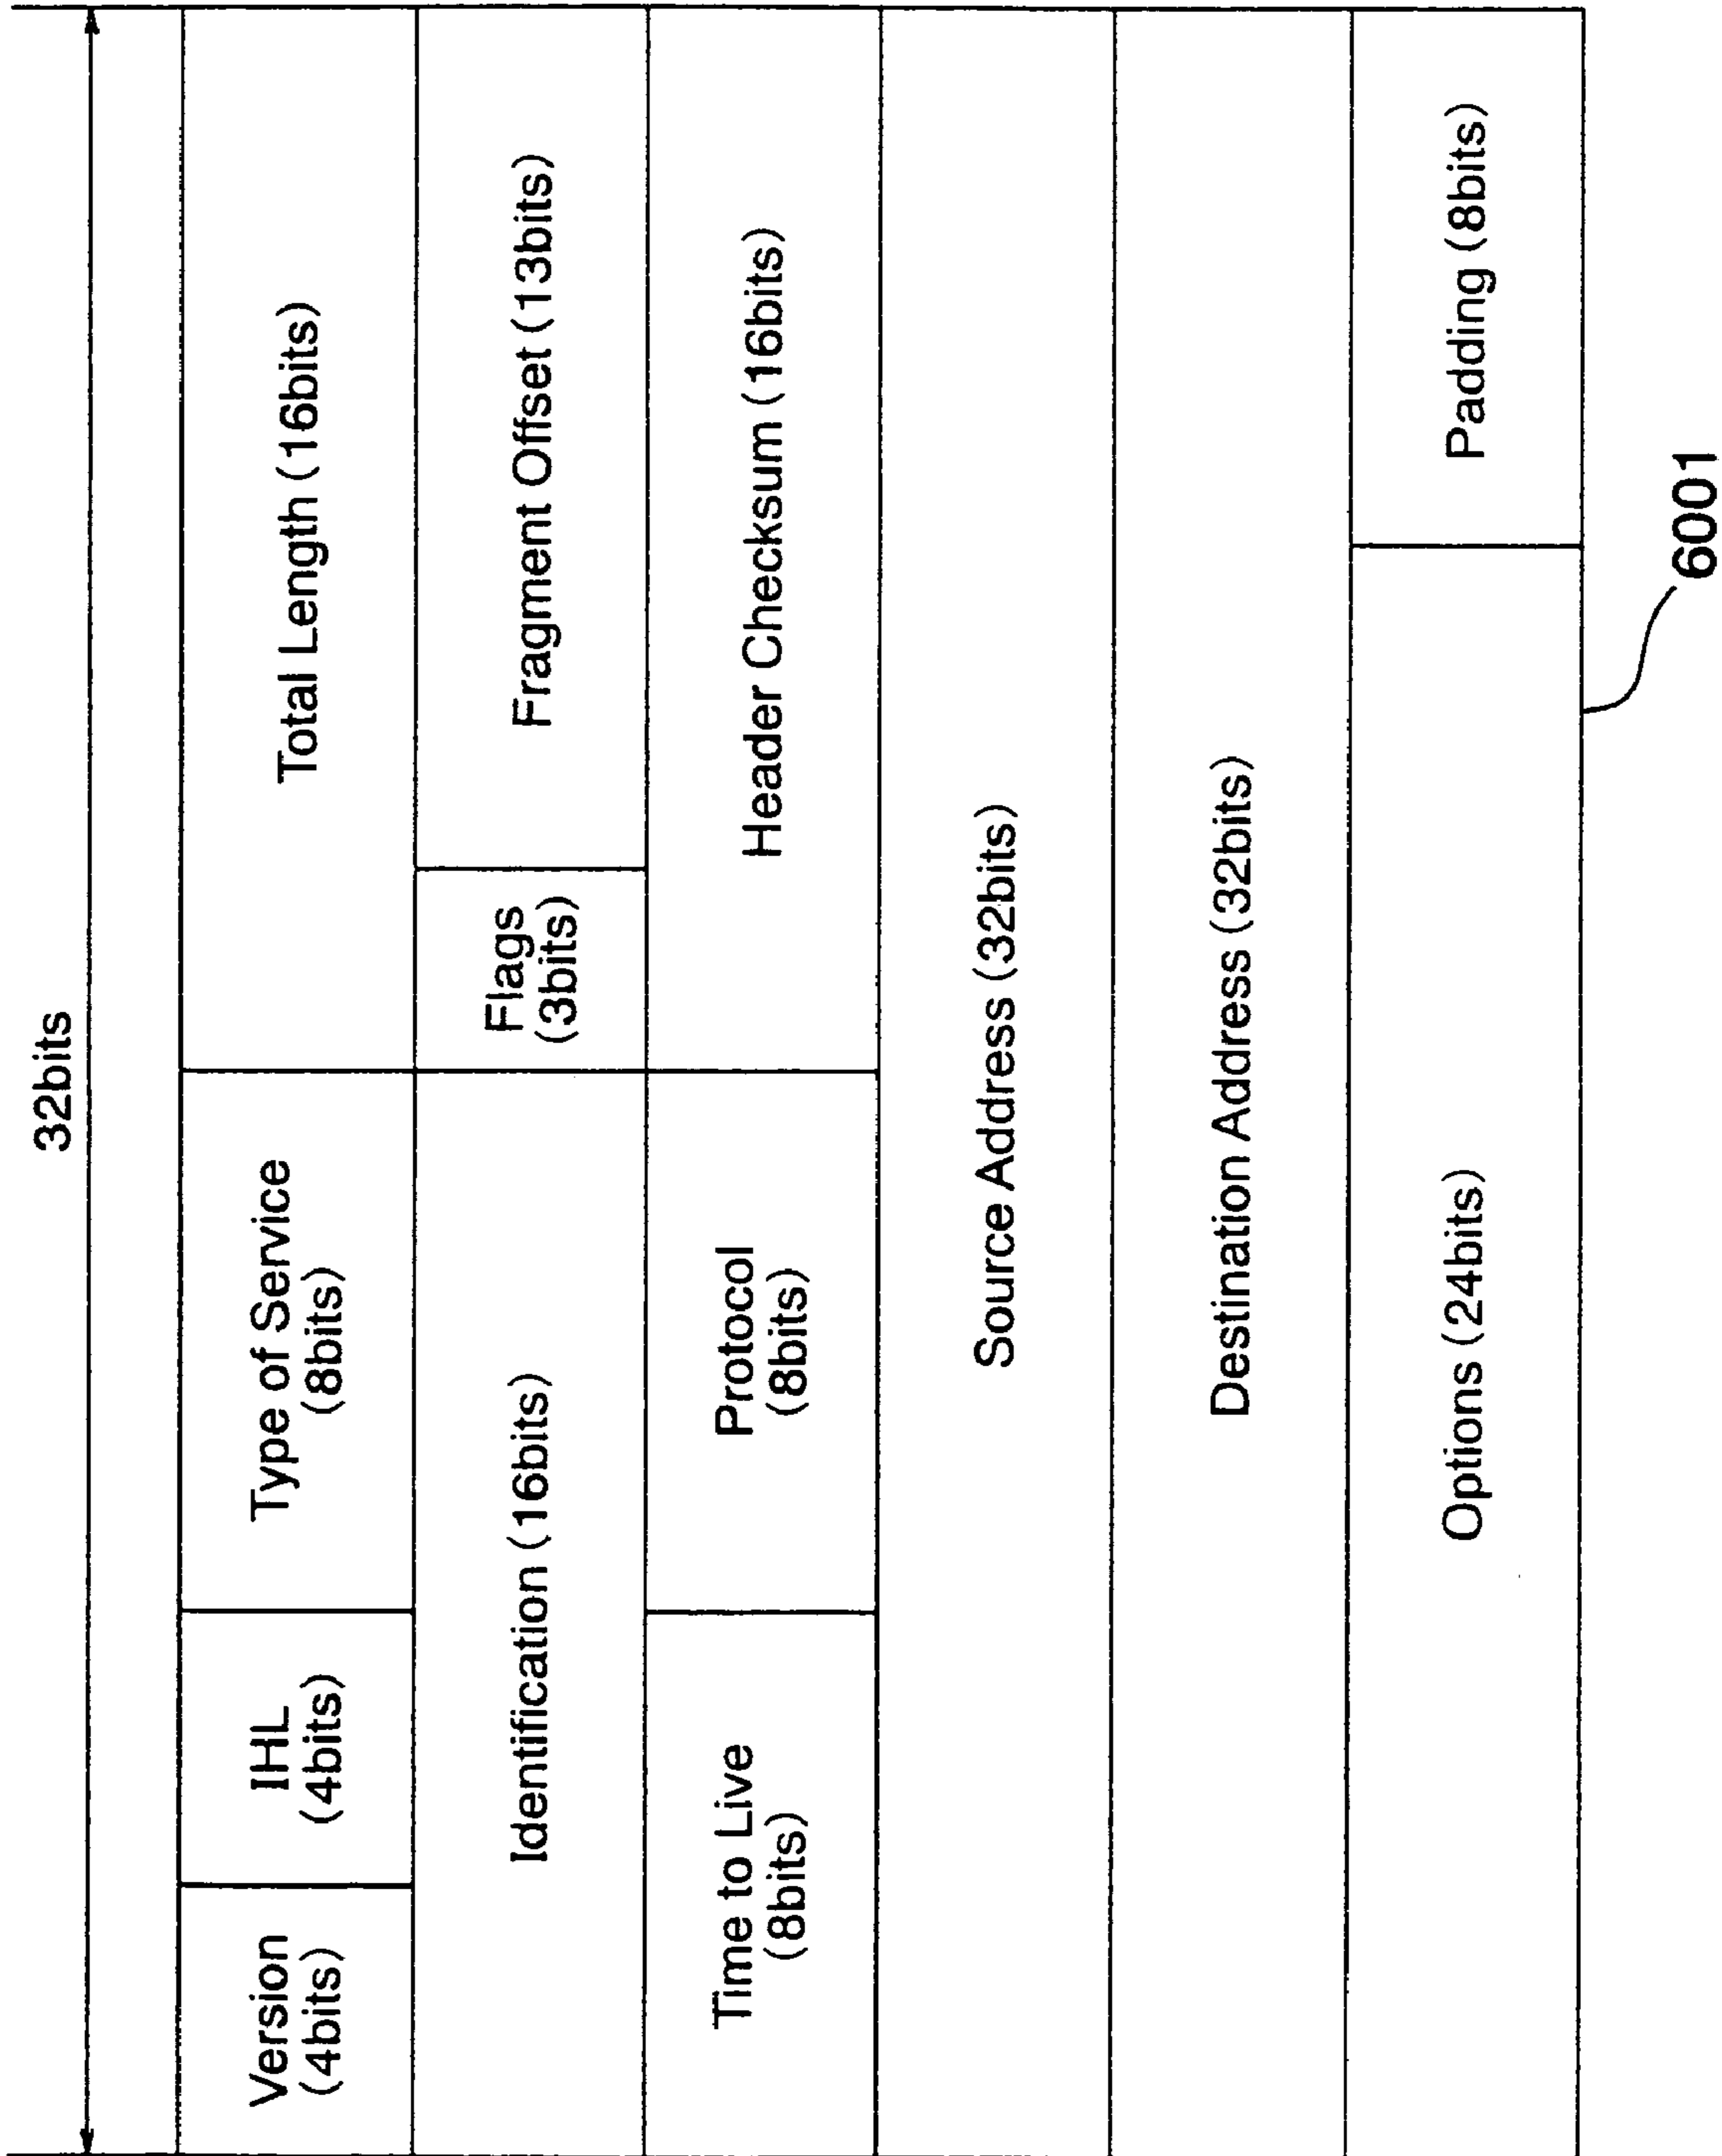 32bits
Version
(4bits)
IHL
(4bits)
Type of Service
(8bits)
Total Length (16bits)
Identification (16bits)
Flags
(3bits)
Fragment Offset (13bits)
Time to Live
(8bits)
Protocol
(8bits)
Header Checksum (16bits)
Source Address (32bits)
Destination Address (32bits)
Options (24bits)
Padding (8bits)
6001